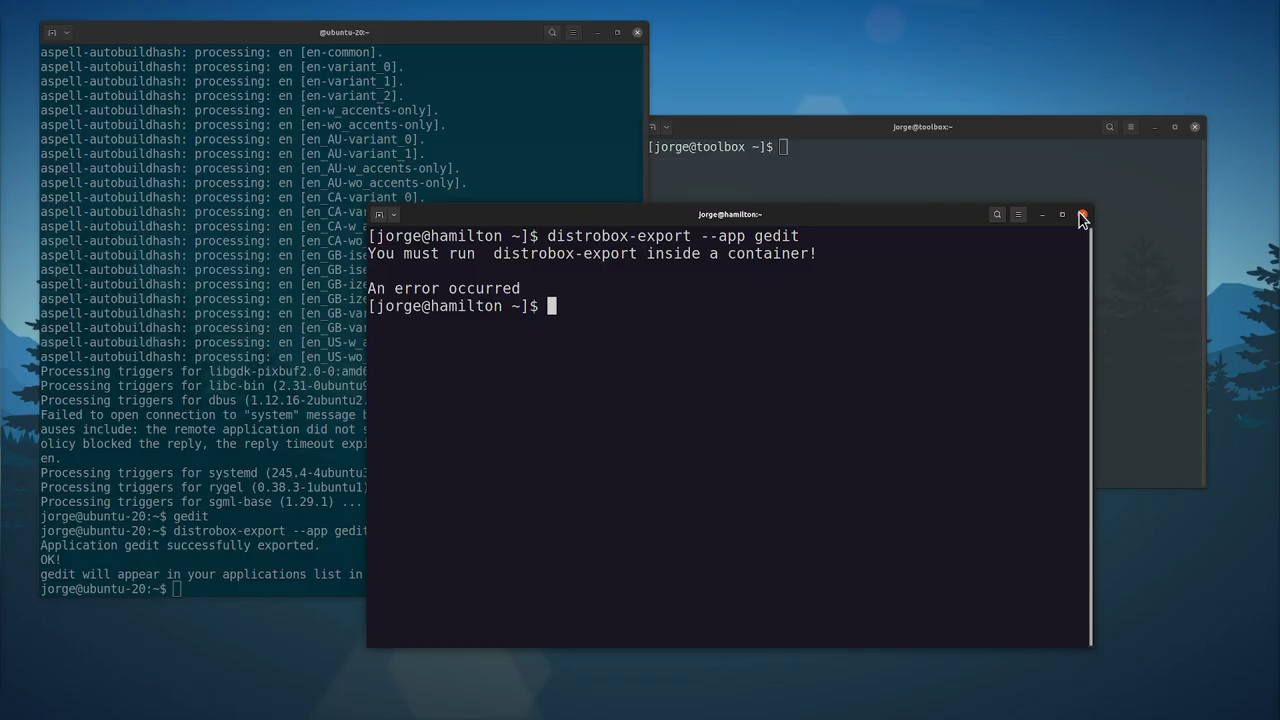 @ubuntu-20:~
aspell-autobuildhash: processing: en [en-common].
aspell-autobuildhash: processing: en [en-variant_0].
aspell-autobuildhash: processing: en [en-variant_1].
aspell-autobuildhash: processing: en [en-variant_2].
aspell-autobuildhash: processing: en [en-w_accents-only].
aspell-autobuildhash: processing: en [en-wo_accents-only].
aspell-autobuildhash: processing: en [en_AU-variant_0].
aspell-autobuildhash: processing: en [en_AU-variant_1].
aspell-autobuildhash: processing: en [en_AU-w_accents-only].
aspell-autobuildhash: processing: en [en_AU-wo_accents-only].
aspell-autobuildhash: processing: en [en_CA-variant_0].
aspell-autobuildhash: processing: en [en_CA-va
aspell-autobuildhash: processing: en [en_CA-w_a
aspell-autobuildhash: processing: en [en_CA-wo_
aspell-autobuildhash: processing: en [en_GB-ise
aspell-autobuildhash: processing: en [en_GB-ise
aspell-autobuildhash: processing: en [en_GB-ize
aspell-autobuildhash: processing: en [en_GB-ize
aspell-autobuildhash: processing: en [en_GB-var
aspell-autobuildhash: processing: en [en_GB-var
aspell-autobuildhash: processing: en [en_US-w_a
aspell-autobuildhash: processing: en [en_US-wo_
Processing triggers for libgdk-pixbuf2.0-0:amd6
Processing triggers for libc-bin (2.31-0ubuntu9
Processing triggers for dbus (1.12.16-2ubuntu2.
Failed to open connection to "system" message b
auses include: the remote application did not s
olicy blocked the reply, the reply timeout expi
en.
Processing triggers for systemd (245.4-4ubuntu3
Processing triggers for rygel (0.38.3-1ubuntu1)
Processing triggers for sgml-base (1.29.1) ...
jorge@ubuntu-20:~$ gedit
jorge@ubuntu-20:~$ distrobox-export --app gedit
Application gedit successfully exported.
OK!
gedit will appear in your applications list in
jorge@ubuntu-20:~$
jorge@toolbox:~
[jorge@toolbox ~]$
jorge@hamilton:~
[jorge@hamilton ~]$ distrobox-export --app gedit
You must run  distrobox-export inside a container!
An error occurred
[jorge@hamilton ~]$